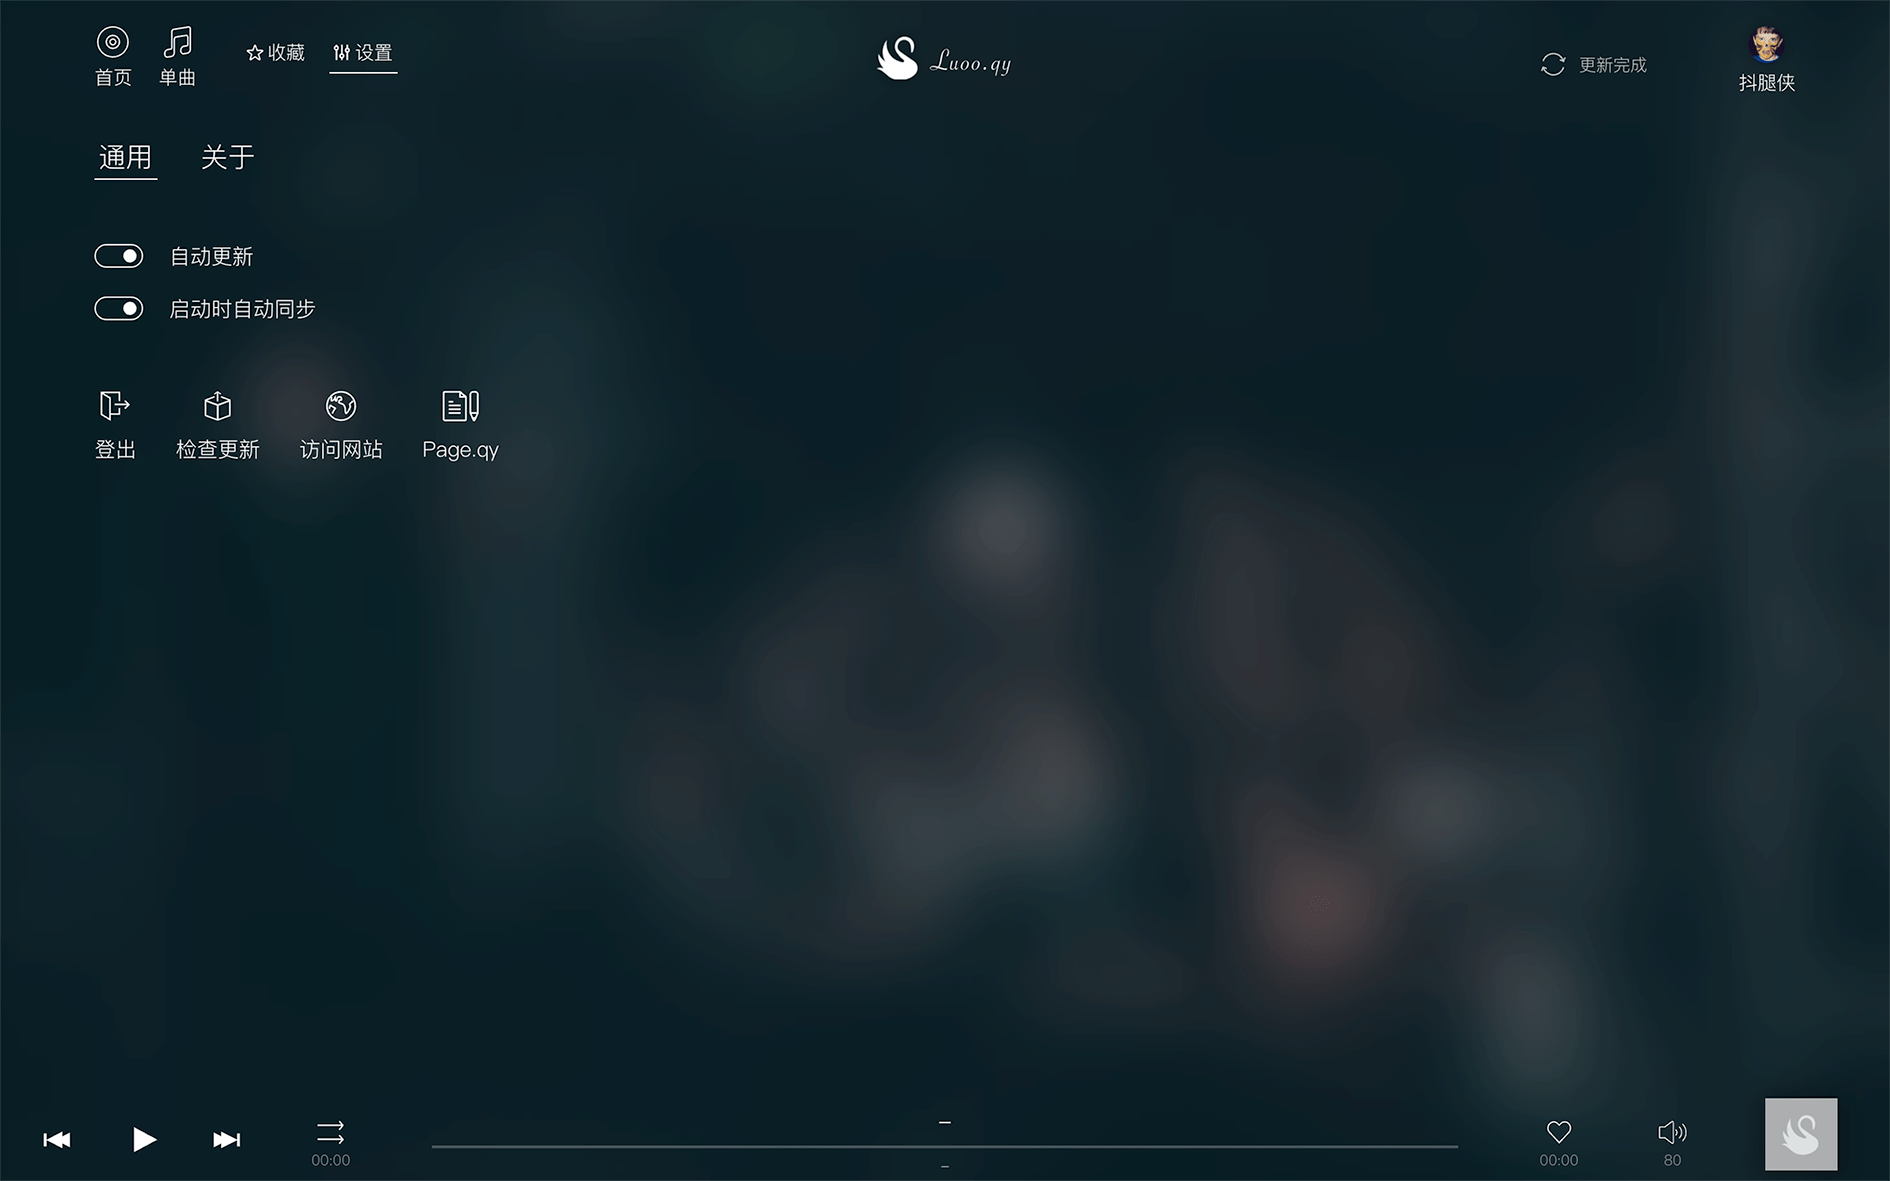 首页
单曲
收藏
设置
Luoo.qy
更新完成
抖腿侠
通用
关于
自动更新
启动时自动同步
登出
检查更新
访问网站
Page.qy
00:00
00:00
80